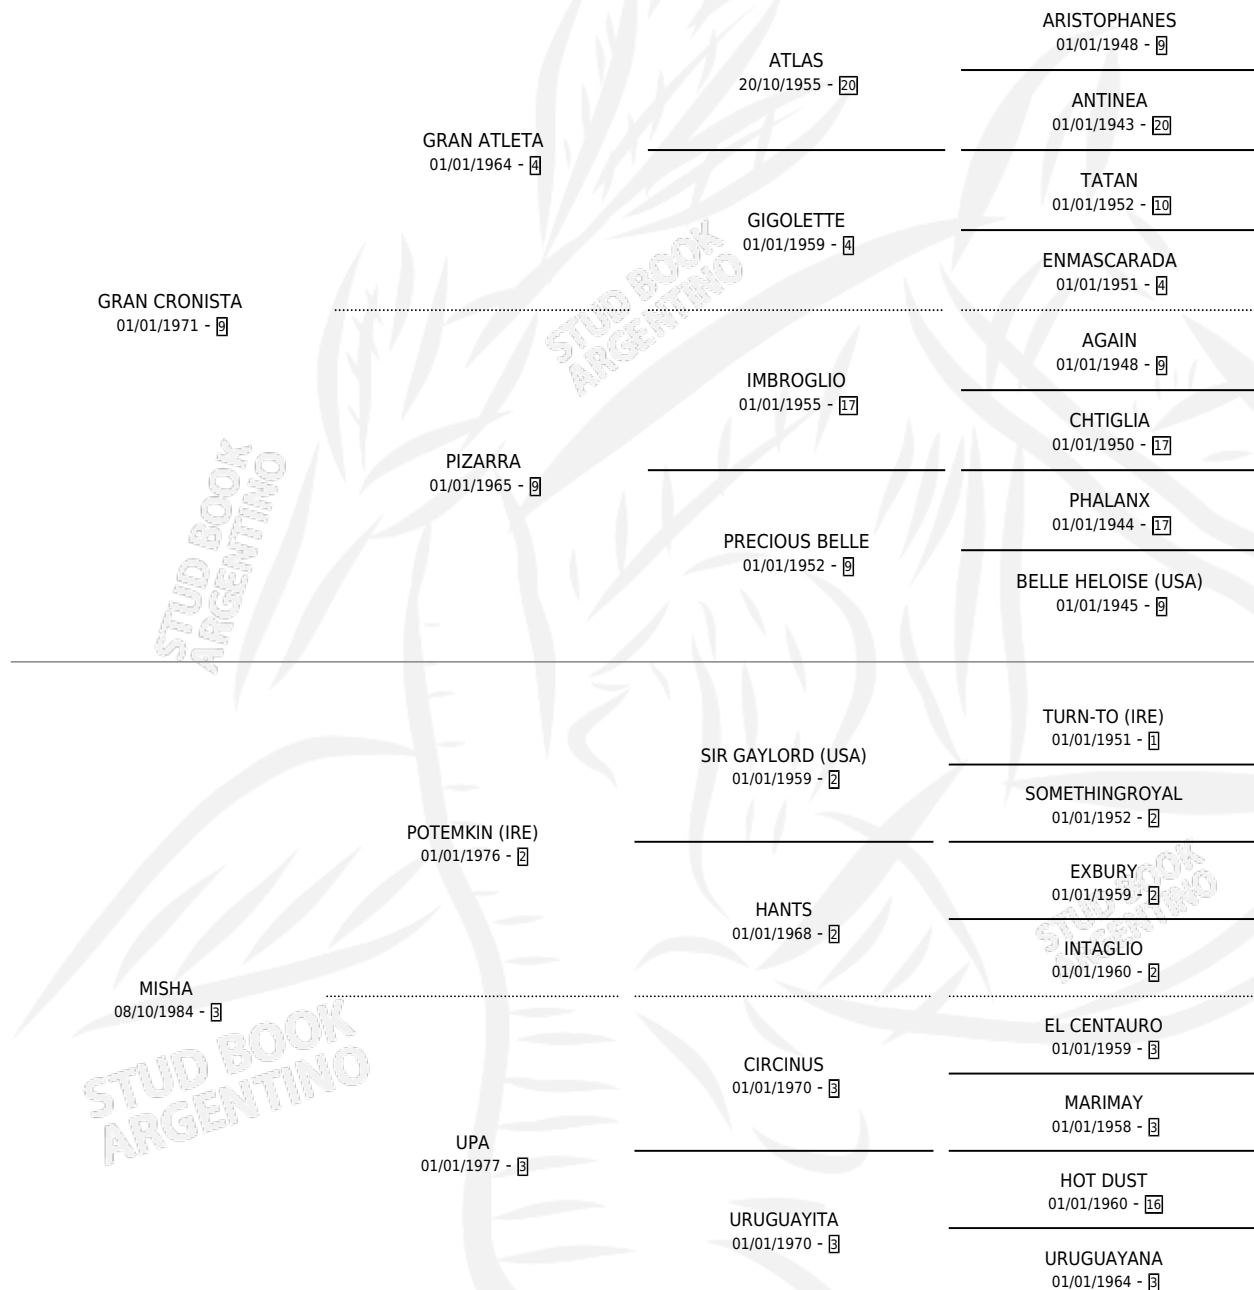 ARISTOPHANES
01/01/1948 - 9
ATLAS
20/10/1955 - 20
ANTINEA
01/01/1943 - 20
GRAN ATLETA
01/01/1964 - 4
TATAN
01/01/1952 - 10
GIGOLETTE
01/01/1959 - 4
ENMASCARADA
01/01/1951 - 4
GRAN CRONISTA
01/01/1971 - 9
AGAIN
01/01/1948 - 9
IMBROGLIO
01/01/1955 - 17
CHTIGLIA
01/01/1950 - 17
PIZARRA
01/01/1965 - 9
PHALANX
01/01/1944 - 17
PRECIOUS BELLE
01/01/1952 - 9
BELLE HELOISE (USA)
01/01/1945 - 9
TURN-TO (IRE)
01/01/1951 - 1
SIR GAYLORD (USA)
01/01/1959 - 2
SOMETHINGROYAL
01/01/1952 - 2
POTEMKIN (IRE)
01/01/1976 - 2
EXBURY
01/01/1959 - 2
HANTS
01/01/1968 - 2
INTAGLIO
01/01/1960 - 2
MISHA
08/10/1984 - 3
EL CENTAURO
01/01/1959 - 3
CIRCINUS
01/01/1970 - 3
MARIMAY
01/01/1958 - 3
UPA
01/01/1977 - 3
HOT DUST
01/01/1960 - 16
URUGUAYITA
01/01/1970 - 3
URUGUAYANA
01/01/1964 - 3
STUD BOOK
ARGENTINO
STUD BOOK
ARGENTINO
STUD BOOK
ARGENTINO
STUD BOOK
ARGENTINO